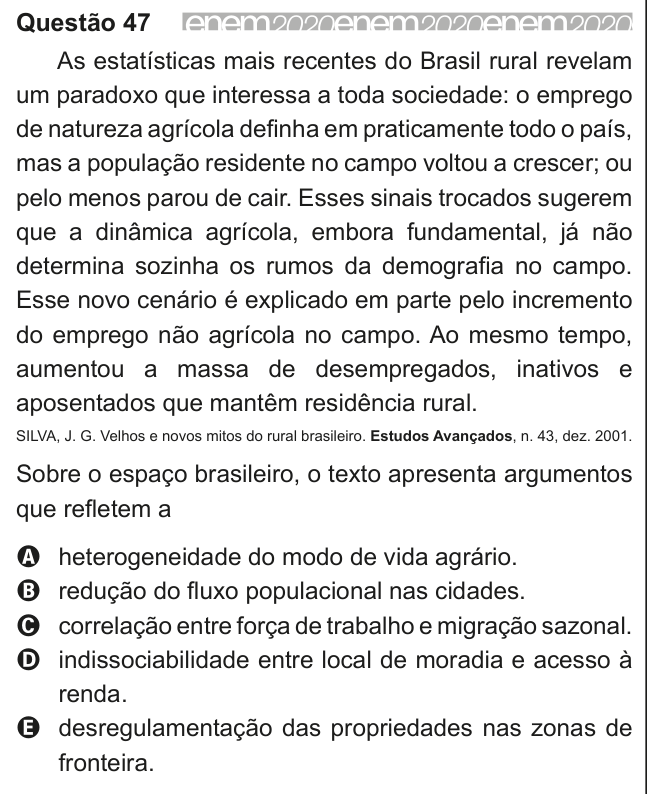 Questão 47 enem2020enem2020enem2020
As estatísticas mais recentes do Brasil rural revelam
um paradoxo que interessa a toda sociedade: o emprego
de natureza agrícola definha em praticamente todo o país,
mas a população residente no campo voltou a crescer; ou
pelo menos parou de cair. Esses sinais trocados sugerem
que a dinâmica agrícola, embora fundamental, já não
determina sozinha os rumos da demografia no campo.
Esse novo cenário é explicado em parte pelo incremento
do emprego não agrícola no campo. Ao mesmo tempo,
aumentou a massa de desempregados, inativos e
aposentados que mantêm residência rural.
SILVA, J. G. Velhos e novos mitos do rural brasileiro. Estudos Avançados, n. 43, dez. 2001.
Sobre o espaço brasileiro, o texto apresenta argumentos
que refletem a
A heterogeneidade do modo de vida agrário.
B redução do fluxo populacional nas cidades.
C correlação entre força de trabalho e migração sazonal.
D indissociabilidade entre local de moradia e acesso à
renda.
E desregulamentação das propriedades nas zonas de
fronteira.